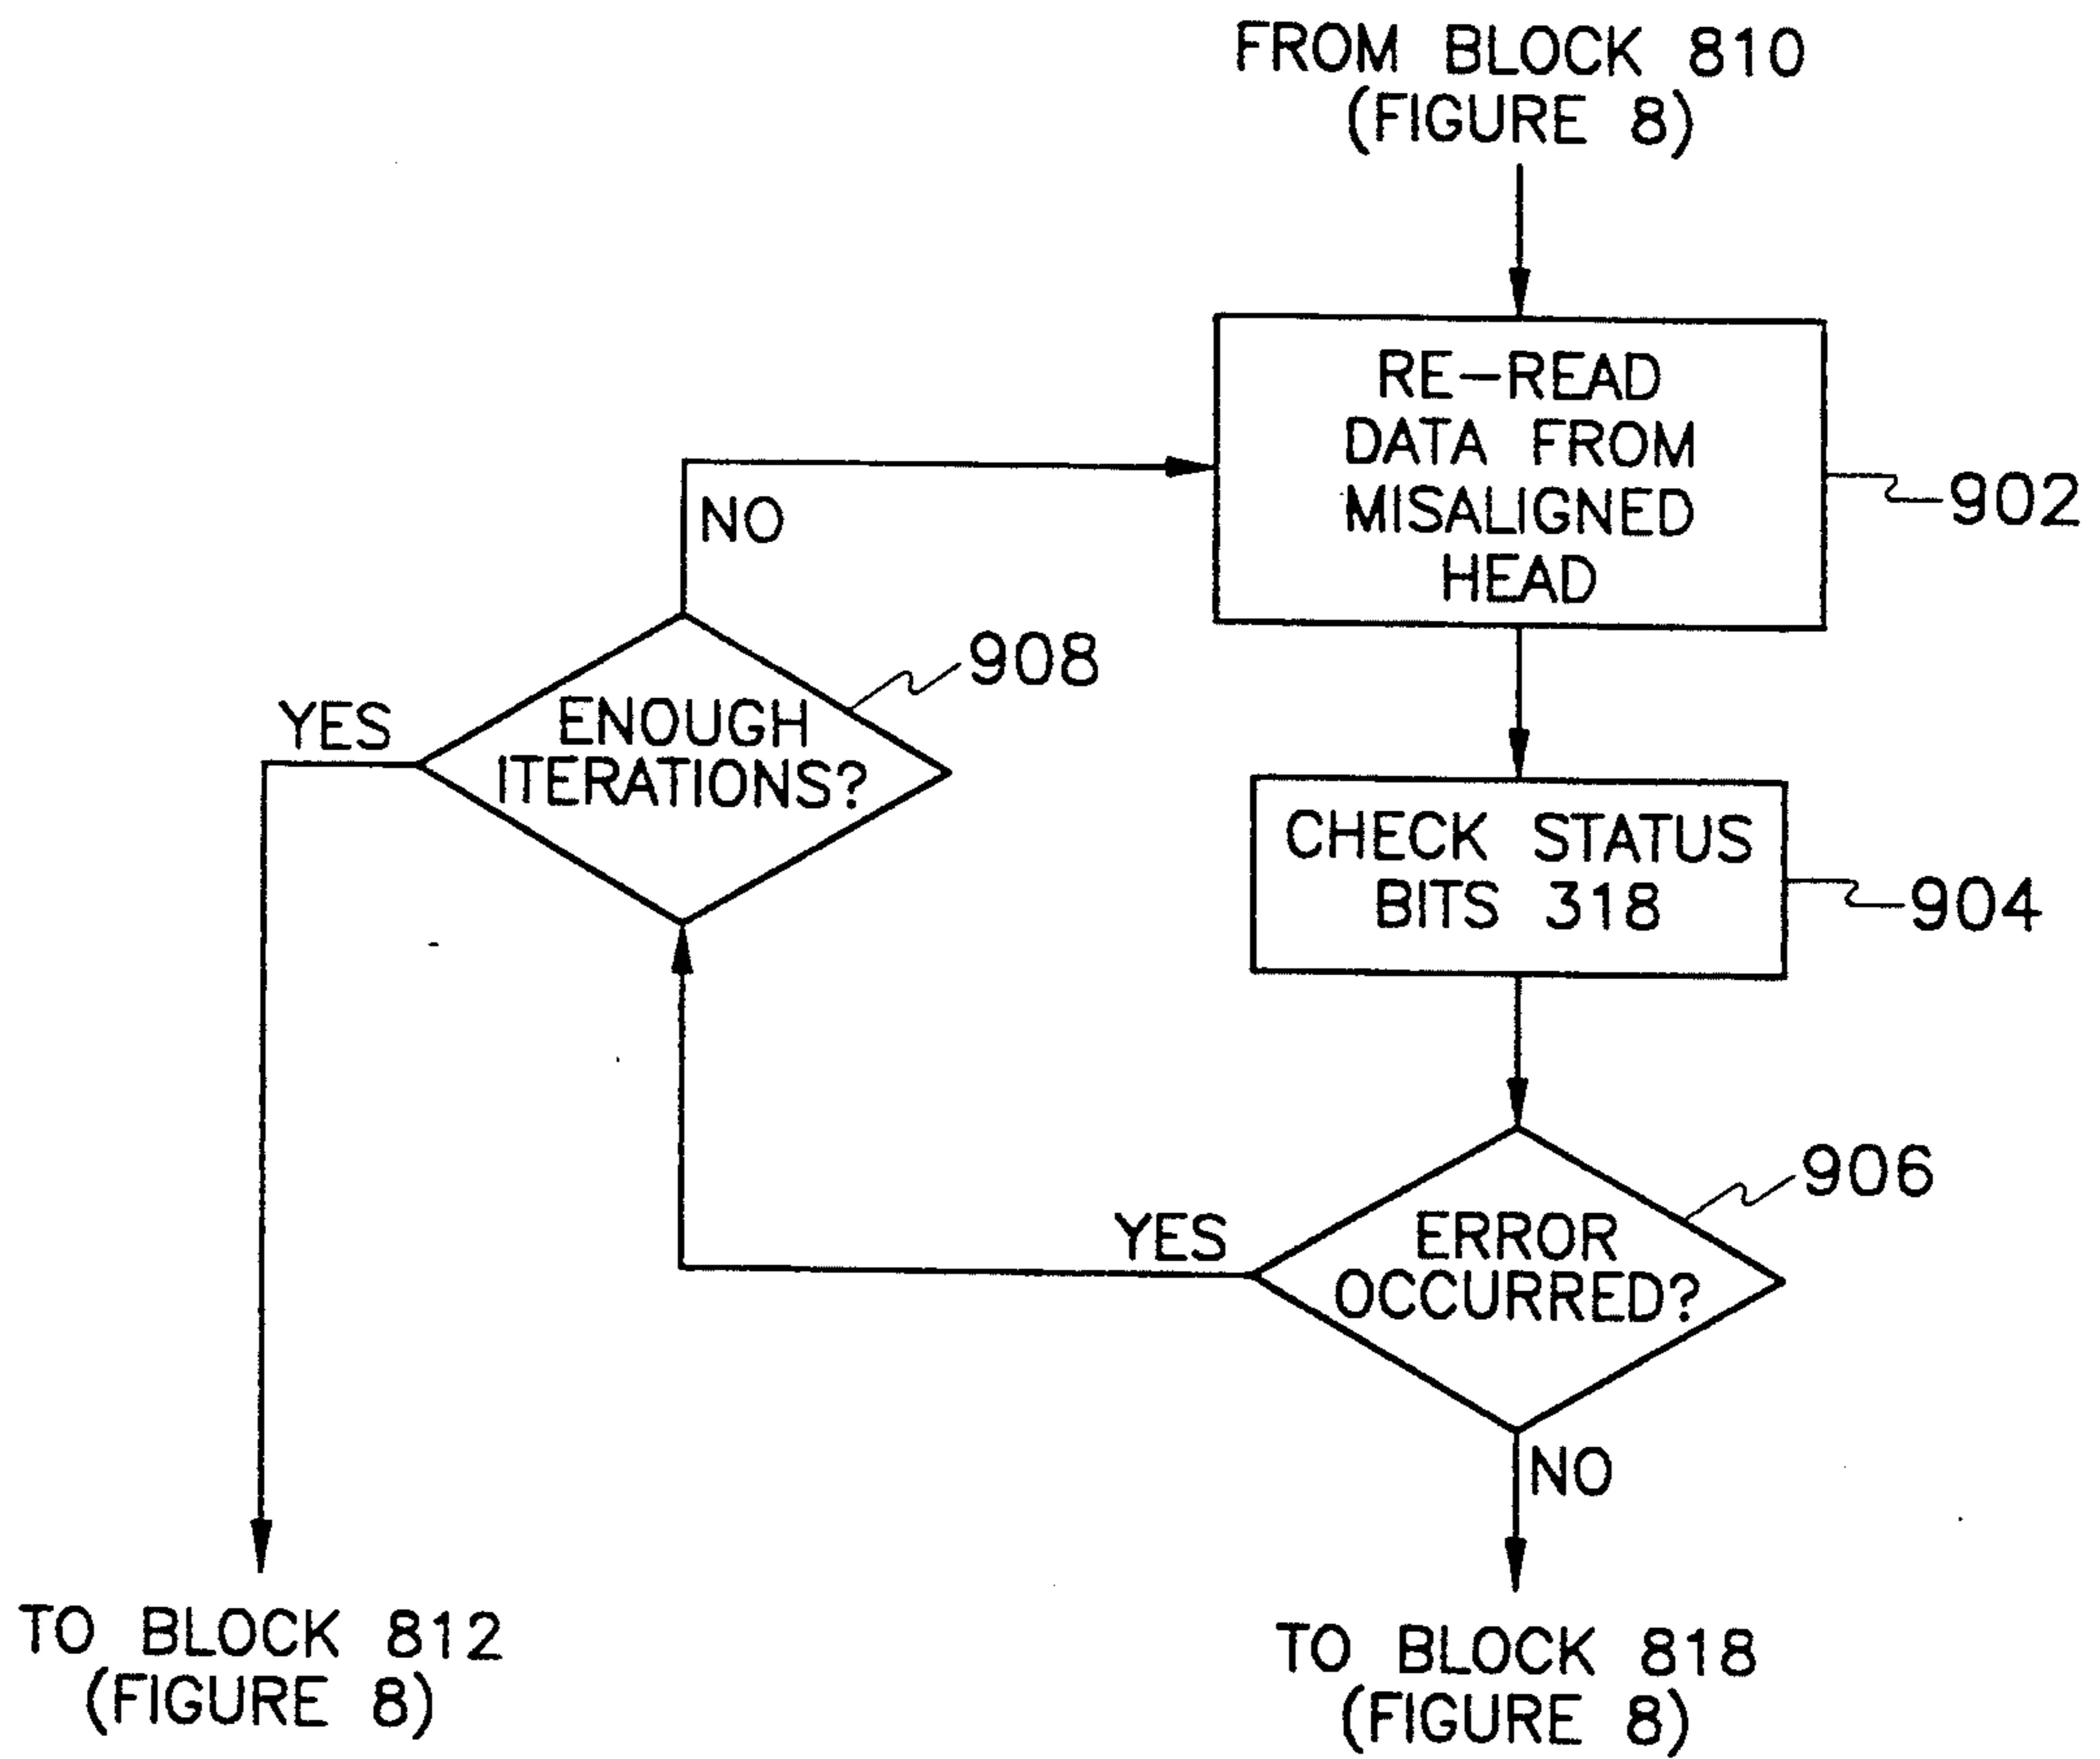 FROM BLOCK 810
(FIGURE 8)
RE-READ
DATA FROM
MISALIGNED
HEAD
902
NO
908
YES
ENOUGH
ITERATIONS?
CHECK STATUS
BITS 318
904
906
YES
ERROR
OCCURRED?
NO
TO BLOCK 812
(FIGURE 8)
TO BLOCK 818
(FIGURE 8)